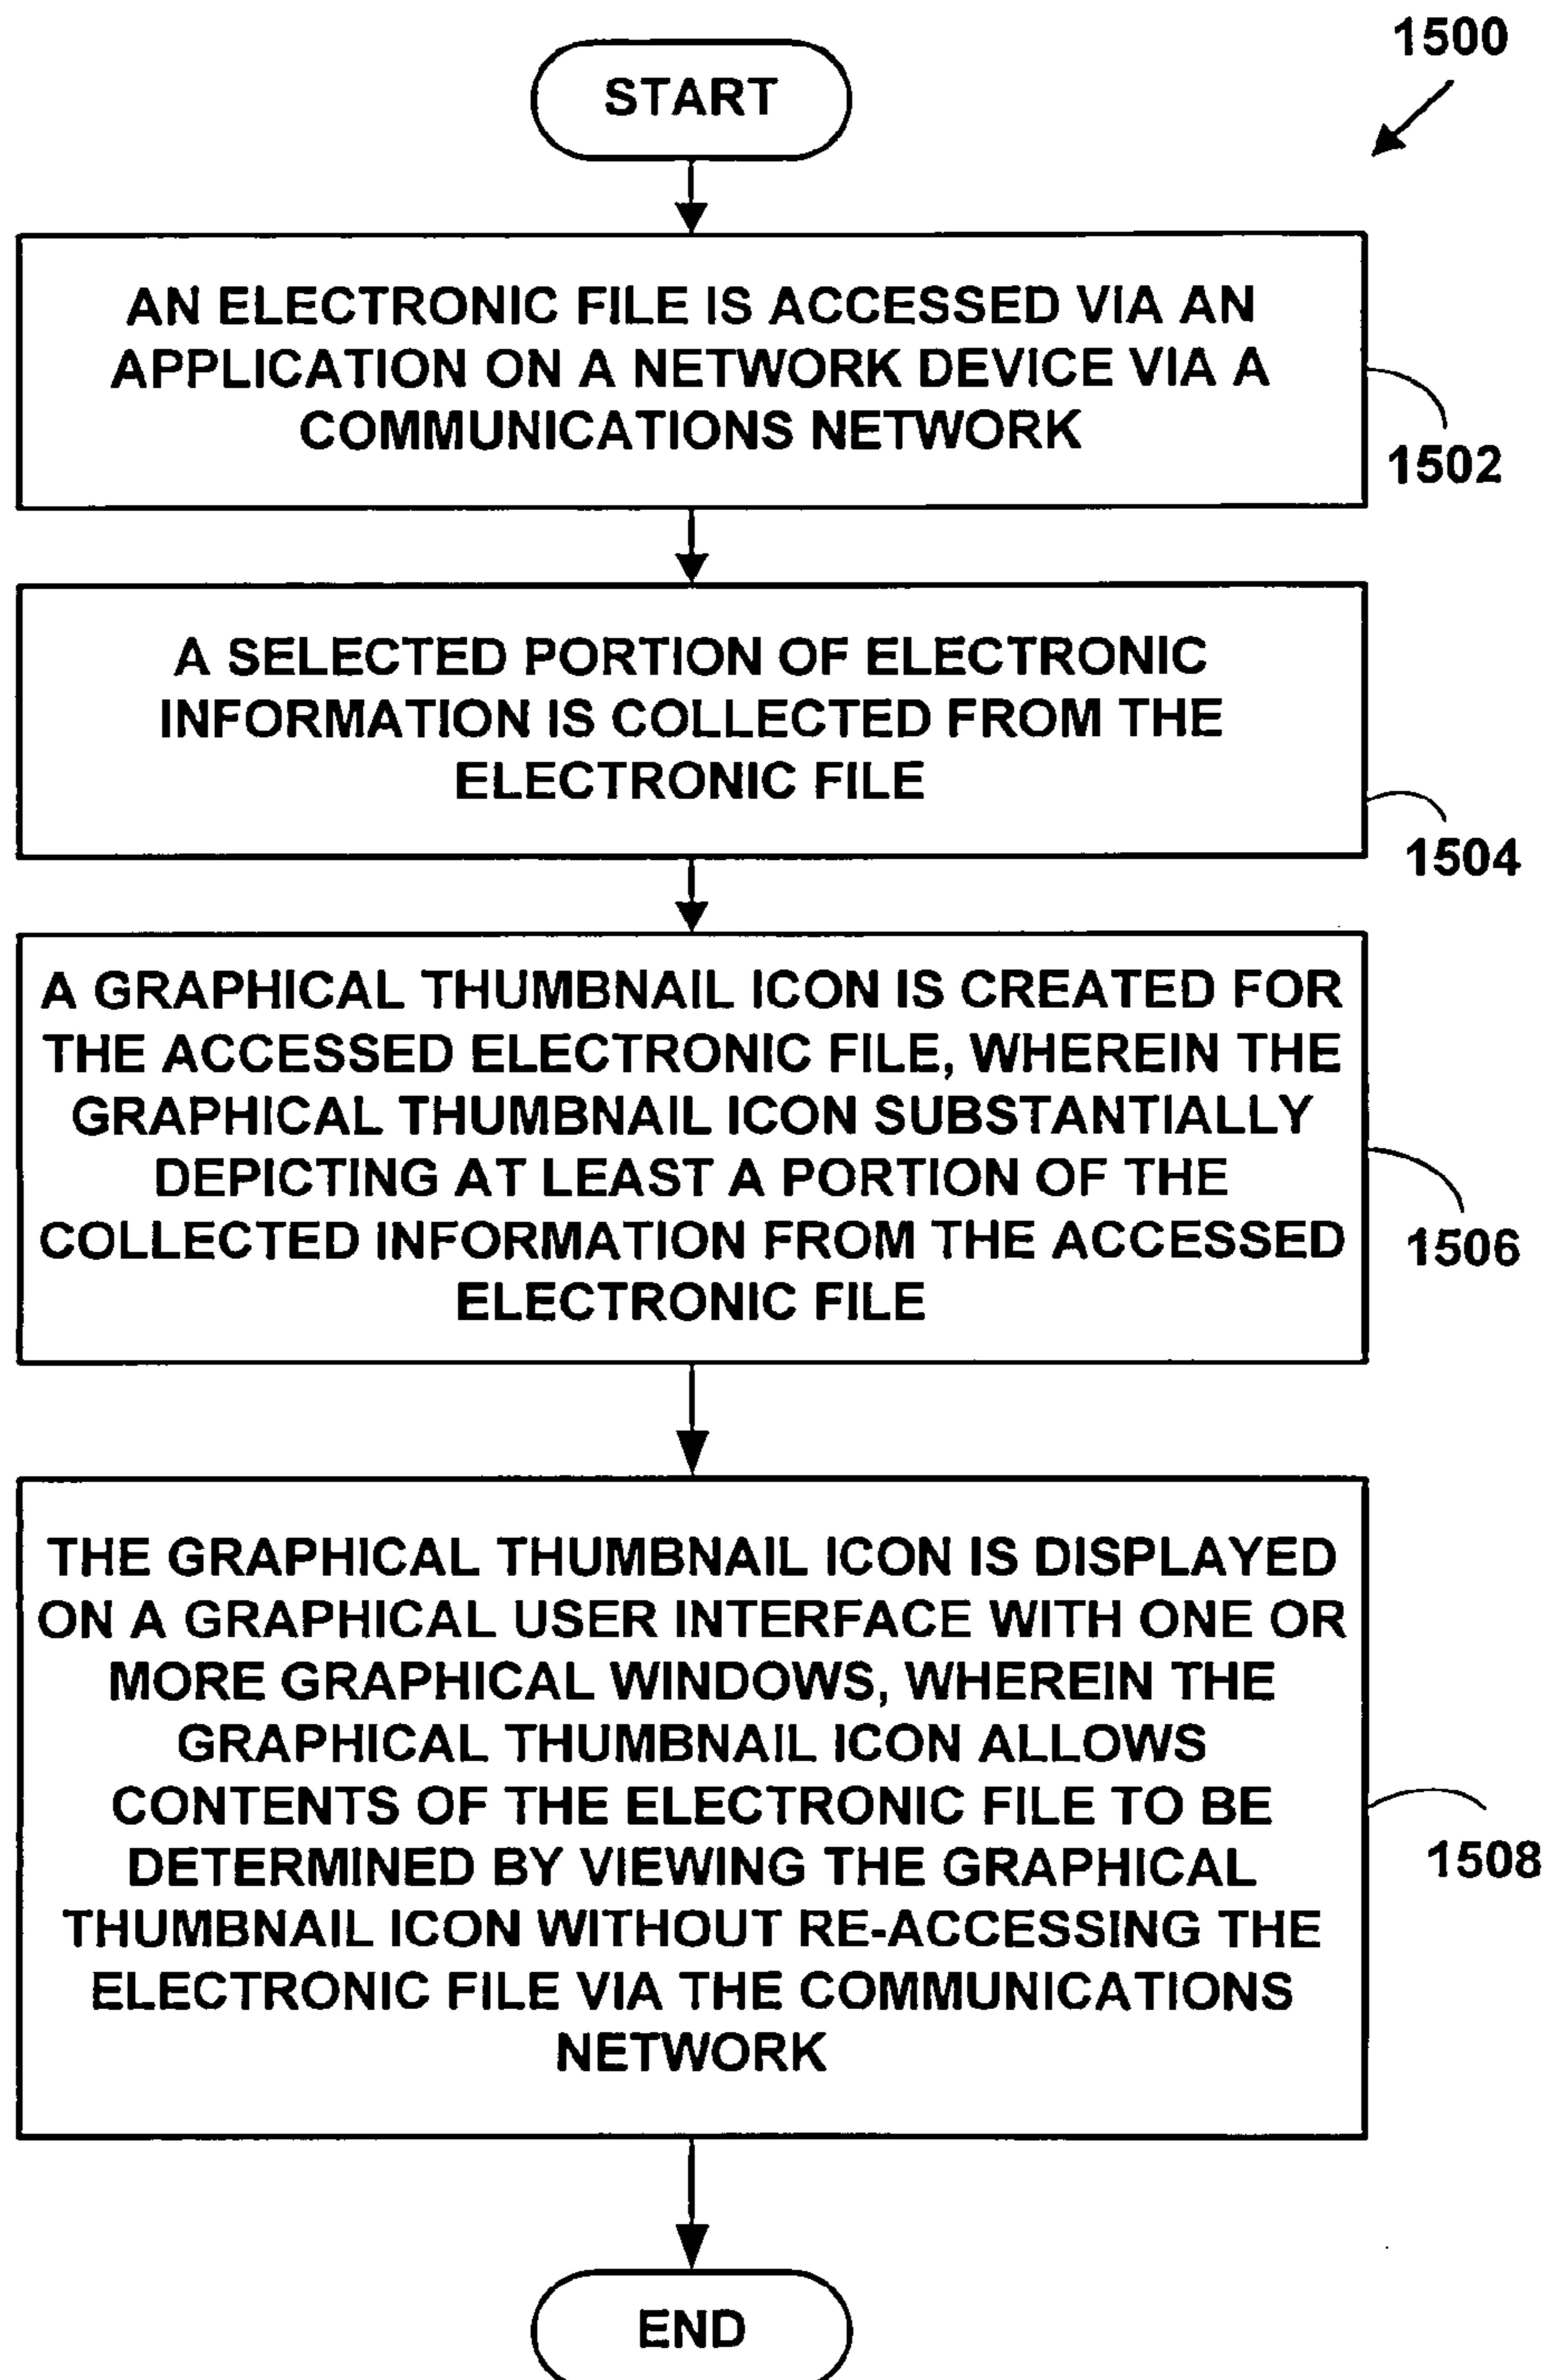 1500
START
AN ELECTRONIC FILE IS ACCESSED VIA AN
APPLICATION ON A NETWORK DEVICE VIA A
COMMUNICATIONS NETWORK
1502
A SELECTED PORTION OF ELECTRONIC
INFORMATION IS COLLECTED FROM THE
ELECTRONIC FILE
1504
A GRAPHICAL THUMBNAIL ICON IS CREATED FOR
THE ACCESSED ELECTRONIC FILE, WHEREIN THE
GRAPHICAL THUMBNAIL ICON SUBSTANTIALLY
DEPICTING AT LEAST A PORTION OF THE
COLLECTED INFORMATION FROM THE ACCESSED
ELECTRONIC FILE
1506
THE GRAPHICAL THUMBNAIL ICON IS DISPLAYED
ON A GRAPHICAL USER INTERFACE WITH ONE OR
MORE GRAPHICAL WINDOWS, WHEREIN THE
GRAPHICAL THUMBNAIL ICON ALLOWS
CONTENTS OF THE ELECTRONIC FILE TO BE
DETERMINED BY VIEWING THE GRAPHICAL
THUMBNAIL ICON WITHOUT RE-ACCESSING THE
ELECTRONIC FILE VIA THE COMMUNICATIONS
NETWORK
1508
END